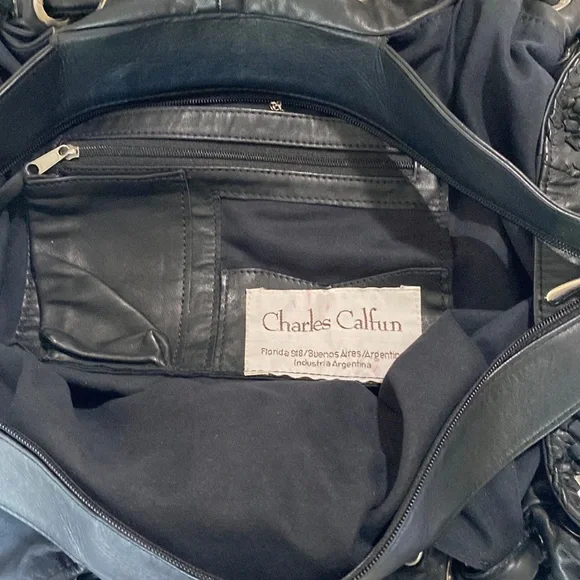 Charles Calfun
Florida 918/Buenos Aires/Argentina
Industria Argentina